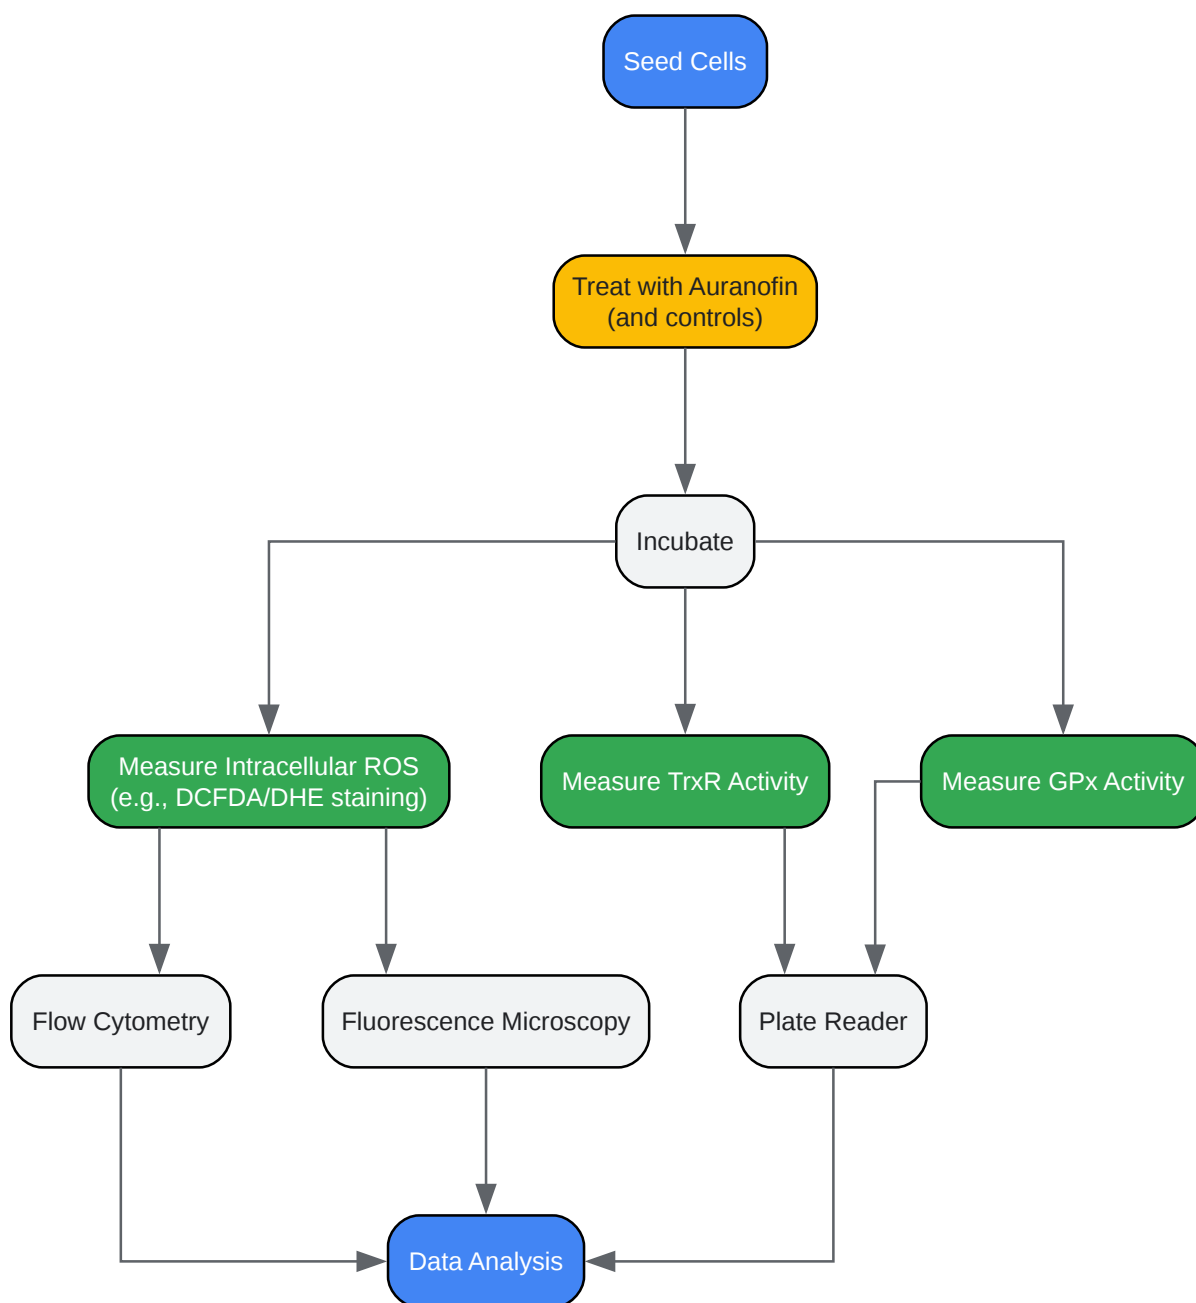 Seed Cells
Treat with Auranofin
(and controls)
Incubate
Measure Intracellular ROS
(e.g., DCFDA/DHE staining)
Measure TrxR Activity
Measure GPx Activity
Flow Cytometry
Fluorescence Microscopy
Plate Reader
Data Analysis